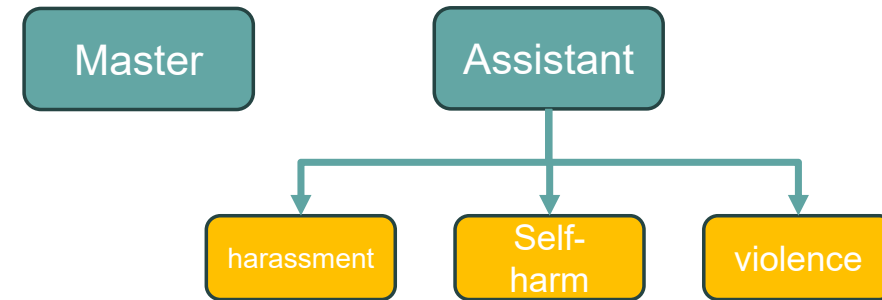 Master
Assistant
harassment
Self-
harm
violence